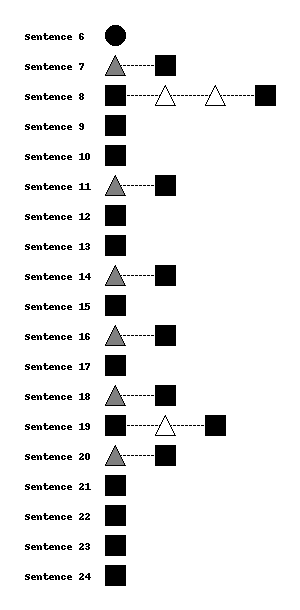 Sentence 6
Sentence 7
Sentence 8
Sentence 9
Sentence 10
Sentence 11
Sentence 12
Sentence 13
Sentence 14
Sentence 15
Sentence 16
Sentence 17
Sentence 18
Sentence 19
Sentence 20
Sentence 21
Sentence 22
Sentence 23
Sentence 24